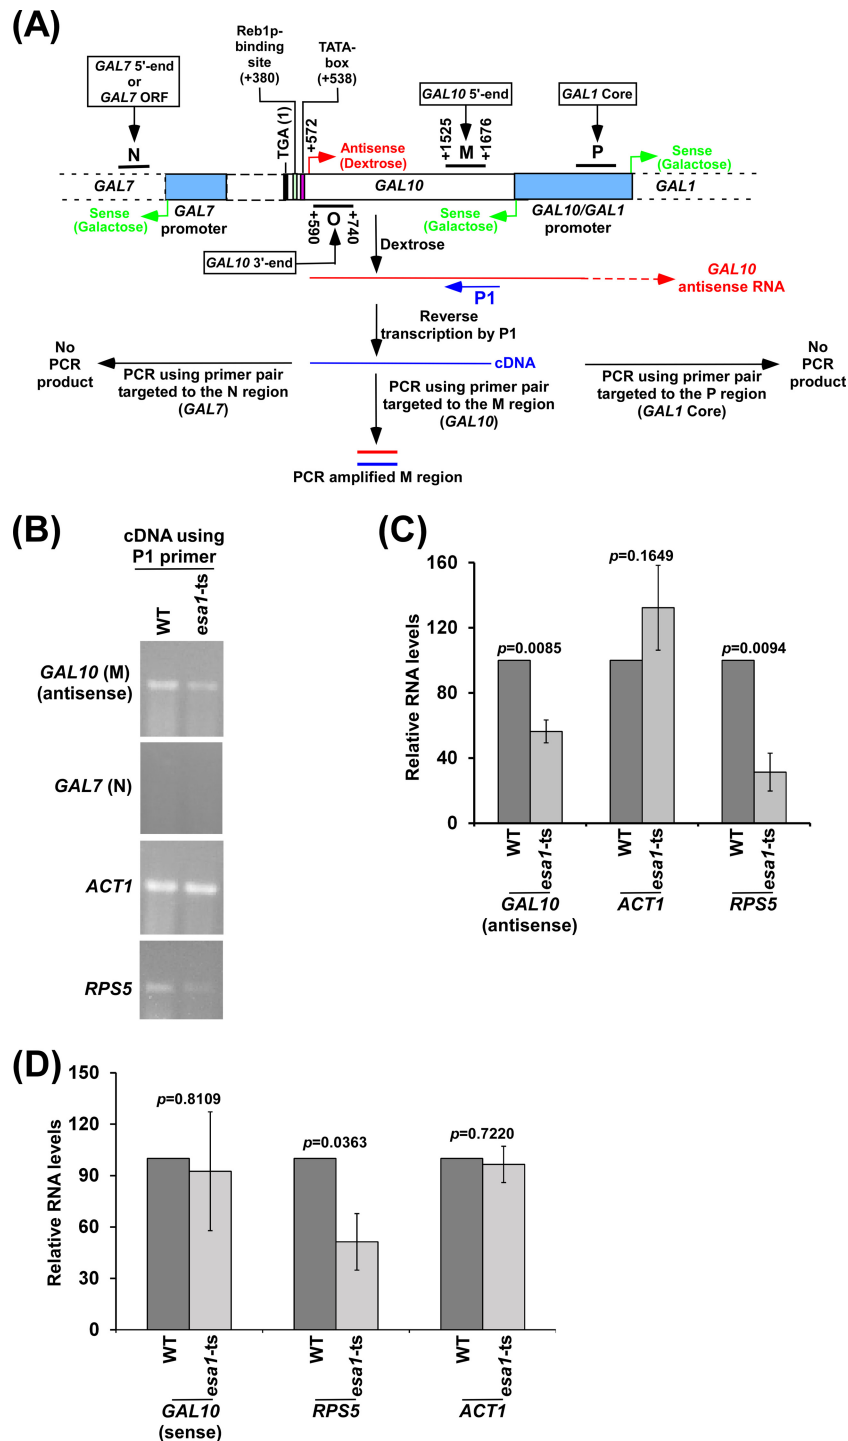 (A)
Reb1p-
binding
site
(+380)
TATA-
box
(+538)
GAL7 5'-end
or
GAL7 ORF
GAL10 5'-end
GAL1 Core
N
TGA (1)
+572
Antisense
(Dextrose)
+1525
M
+1676
P
Sense
(Galactose)
GAL7
GAL10
GAL1
Sense
(Galactose)
GAL7
promoter
+590
O
+740
Sense
(Galactose)
GAL10/GAL1
promoter
GAL10 3'-end
Dextrose
GAL10
antisense RNA
P1
Reverse
transcription by P1
No
PCR
product
cDNA
No
PCR
product
PCR using primer pair
targeted to the N region
(GAL7)
PCR using primer pair
targeted to the M region
(GAL10)
PCR using primer pair
targeted to the P region
(GAL1 Core)
PCR amplified M region
(B)
cDNA using
P1 primer
WT
esa1-ts
GAL10 (M)
(antisense)
GAL7 (N)
ACT1
RPS5
(C)
Relative RNA levels
160
120
80
40
0
p=0.0085
p=0.1649
p=0.0094
WT
esa1-ts
WT
esa1-ts
WT
esa1-ts
GAL10
(antisense)
ACT1
RPS5
(D)
Relative RNA levels
150
120
90
60
30
0
p=0.8109
p=0.0363
p=0.7220
WT
esa1-ts
WT
esa1-ts
WT
esa1-ts
GAL10
(sense)
RPS5
ACT1